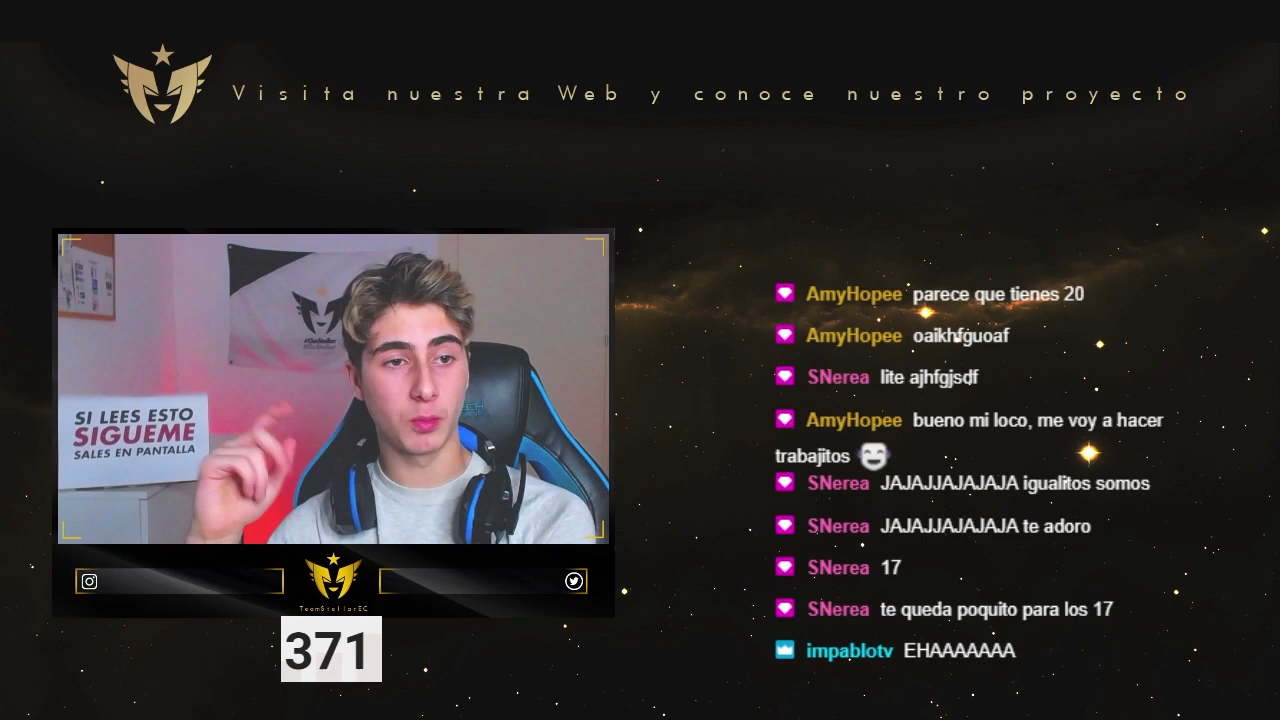 Visita nuestra Web y conoce nuestro proyecto
SI LEES ESTO
SIGUEME
SALES EN PANTALLA
TeamStellarEC
371
AmyHopee parece que tienes 20
AmyHopee oaikhfguoaf
SNerea lite ajhfgjsdf
AmyHopee bueno mi loco, me voy a hacer
trabajitos
SNerea JAJAJJAJAJAJA igualitos somos
SNerea JAJAJJAJAJAJA te adoro
SNerea 17
SNerea te queda poquito para los 17
impablotv EHAAAAAAA